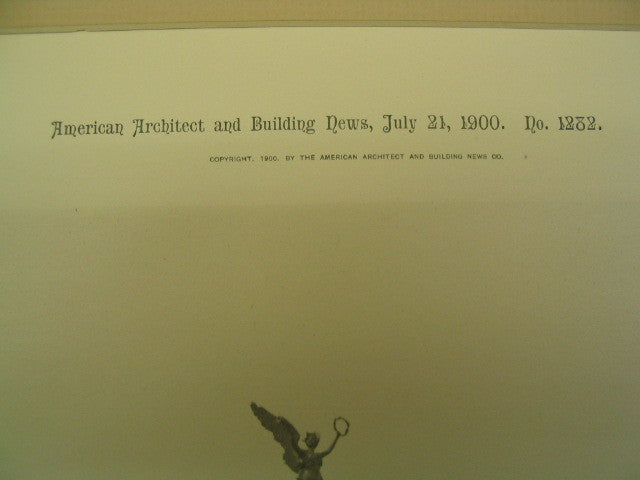 American Architect and Building News, July 21, 1900. No. 1282.
COPYRIGHT, 1900, BY THE AMERICAN ARCHITECT AND BUILDING NEWS CO.